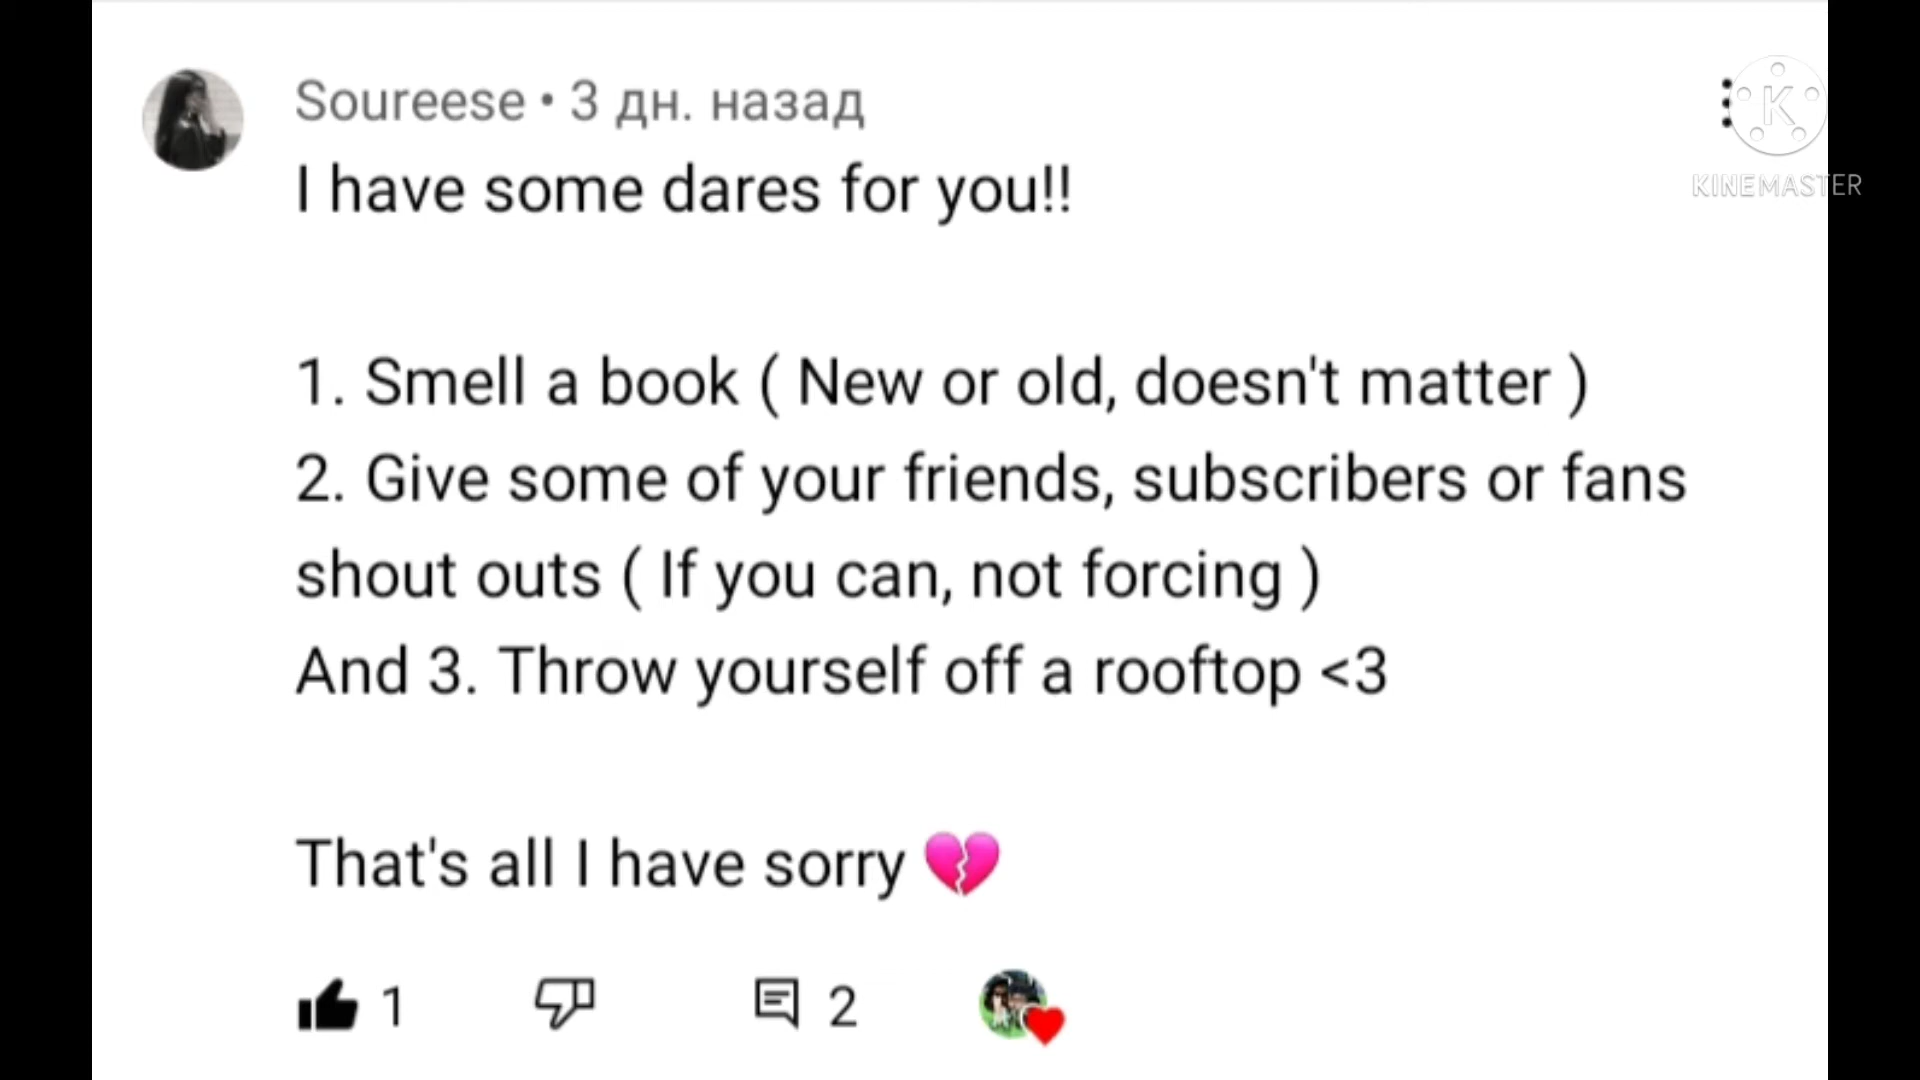 Soureese • 3 дн. назад
I have some dares for you!!
1. Smell a book ( New or old, doesn't matter )
2. Give some of your friends, subscribers or fans
shout outs ( If you can, not forcing )
And 3. Throw yourself off a rooftop <3
That's all I have sorry 💔
1
2
K
KINEMASTER